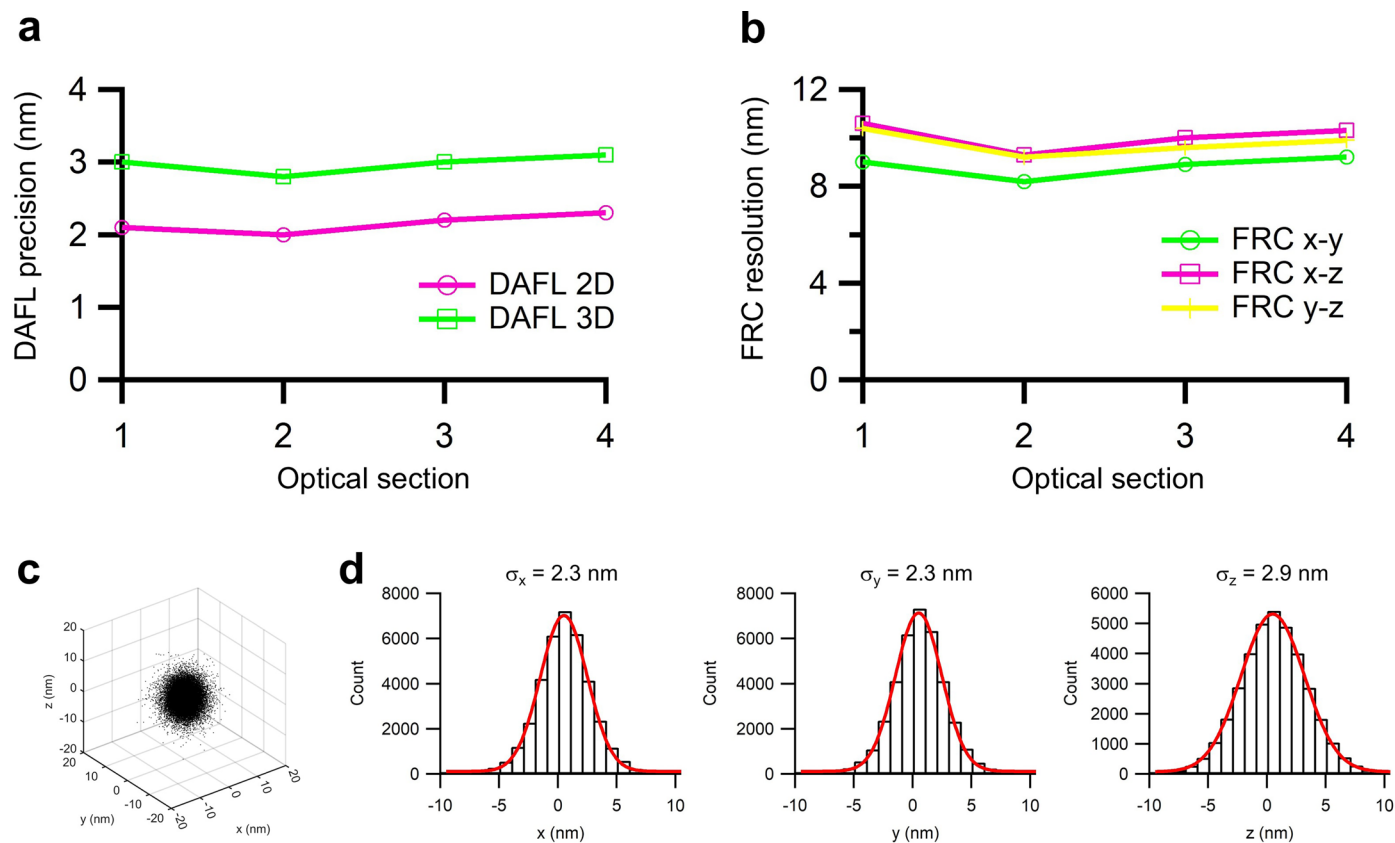 a
DAFL precision (nm)
4
3
2
1
0
DAFL 2D
DAFL 3D
1 2 3 4
Optical section
b
FRC resolution (nm)
12
8
4
0
FRC x-y
FRC x-z
FRC y-z
1 2 3 4
Optical section
c
z (nm)
20
10
0
-10
-20
20
10
0
-10
-20
y (nm)
-20
-10
0
10
20
x (nm)
d
σx = 2.3 nm
Count
8000
6000
4000
2000
0
-10 -5 0 5 10
x (nm)
σy = 2.3 nm
Count
8000
6000
4000
2000
0
-10 -5 0 5 10
y (nm)
σz = 2.9 nm
Count
6000
5000
4000
3000
2000
1000
0
-10 -5 0 5 10
z (nm)